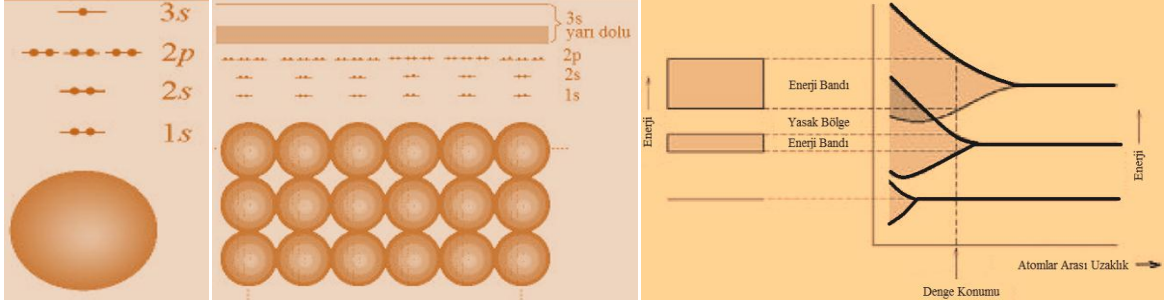 3s
2p
2s
1s
3s
yarı dolu
2p
2s
1s
Enerji
Enerji Bandı
Yasak Bölge
Enerji Bandı
Enerji
Atomlar Arası Uzaklık
Denge Konumu